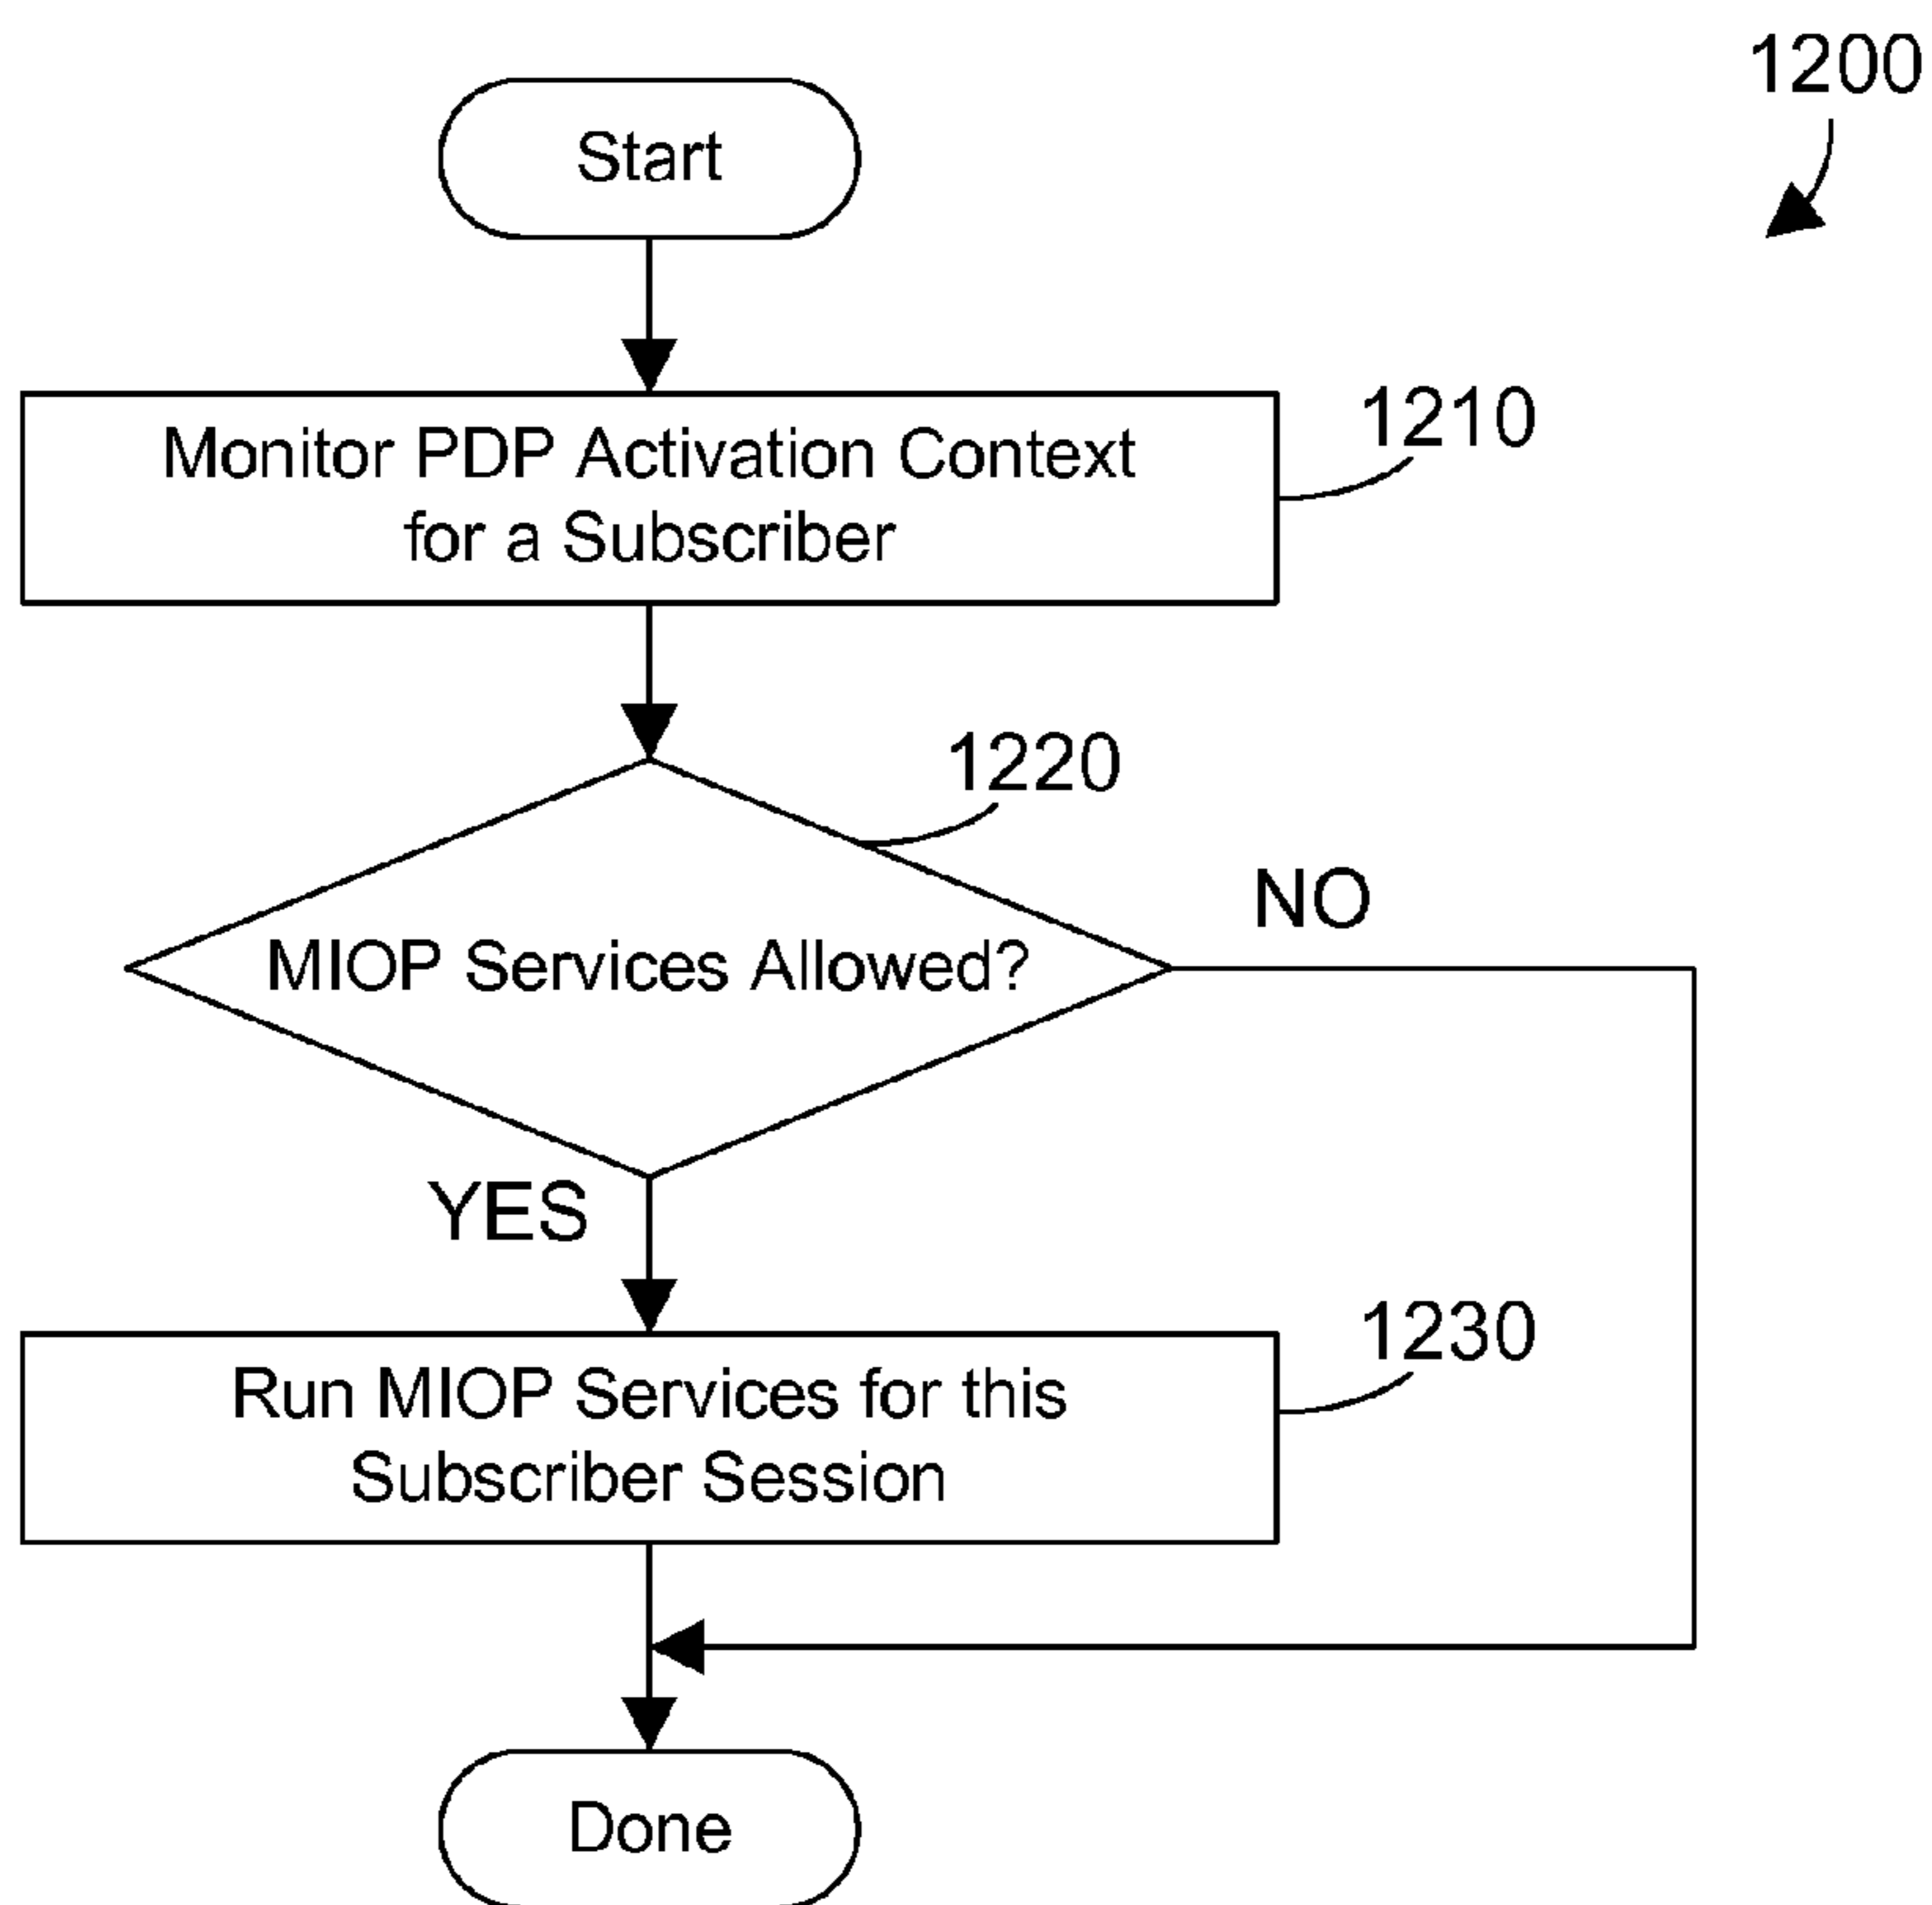 1200
Start
Monitor PDP Activation Context
for a Subscriber
1210
1220
MIOP Services Allowed?
NO
YES
Run MIOP Services for this
Subscriber Session
1230
Done